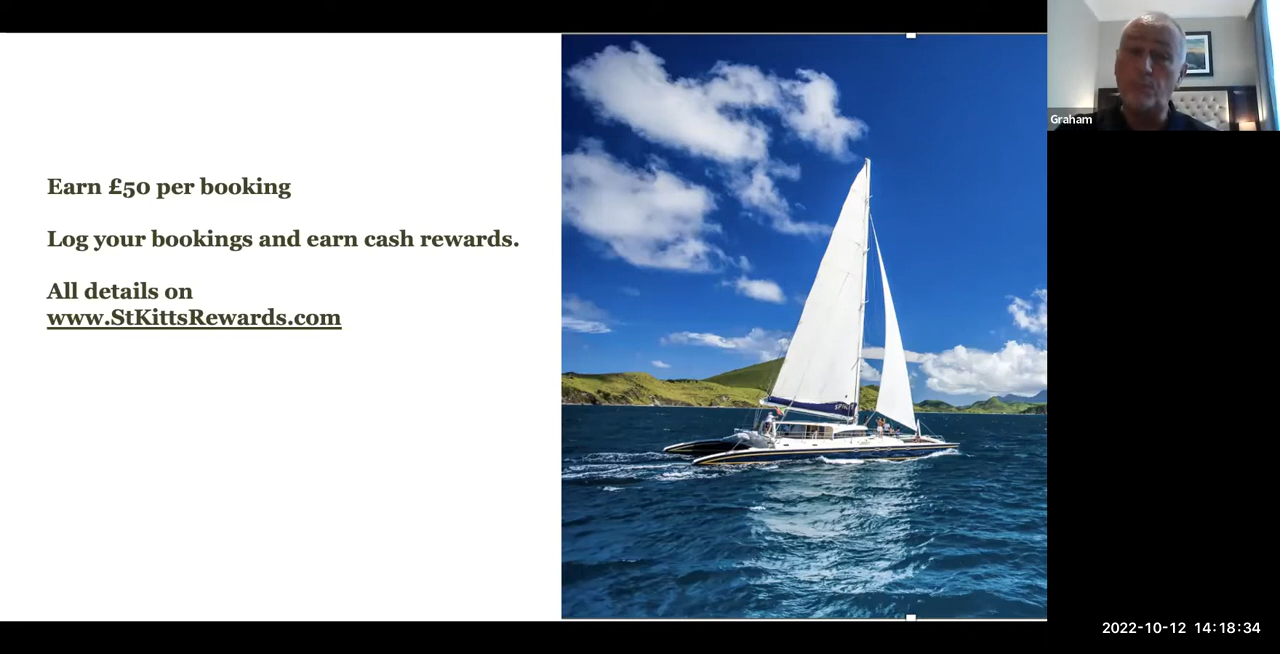 Earn £50 per booking
Log your bookings and earn cash rewards.
All details on
www.StKittsRewards.com
SPIRIT
Graham
2022-10-12 14:18:34